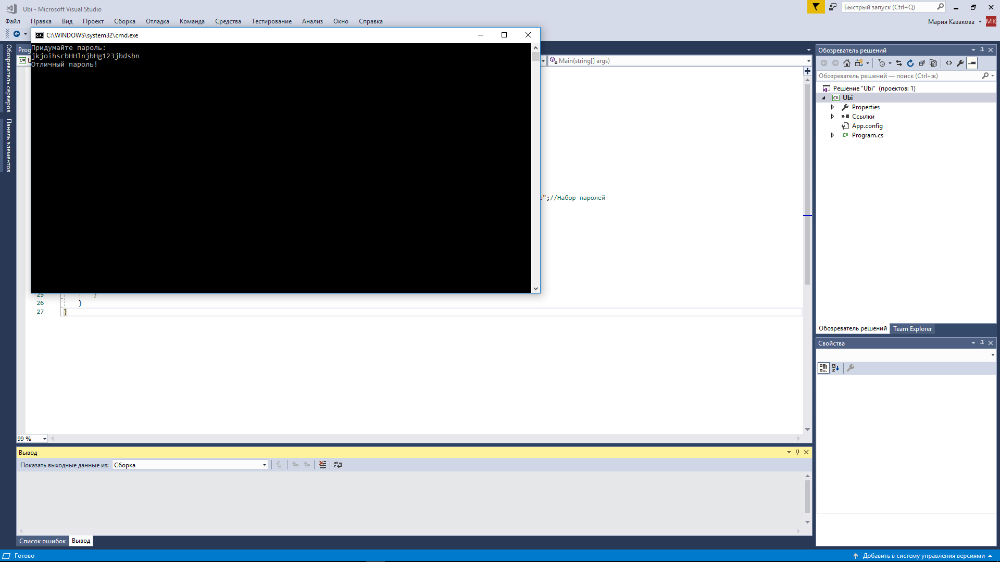 Ubi - Microsoft Visual Studio
Быстрый запуск (Ctrl+Q)
Файл Правка Вид Проект Сборка Отладка Команда Средства Тестирование Анализ Окно Справка
Мария Казакова MK
C:\WINDOWS\system32\cmd.exe
Придумайте пароль:
jkjoihscbHHlnjbHg123jbdsbn
Отличный пароль!
Обозреватель серверов
Панель элементов
Prog
Main(string[] args)
e";//Набор паролей
25 }
26 }
27 }
99 %
Обозреватель решений
Обозреватель решений — поиск (Ctrl+ж)
Решение "Ubi" (проектов: 1)
Ubi
Properties
Ссылки
App.config
Program.cs
Обозреватель решений Team Explorer
Свойства
Вывод
Показать выходные данные из: Сборка
Список ошибок Вывод
Готово
Добавить в систему управления версиями